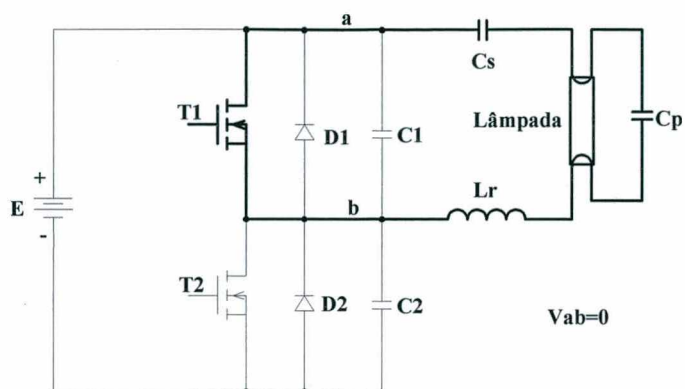 a
Cs
T1
D1
C1
Lâmpada
Cp
+
E
-
b
Lr
T2
D2
C2
Vab=0